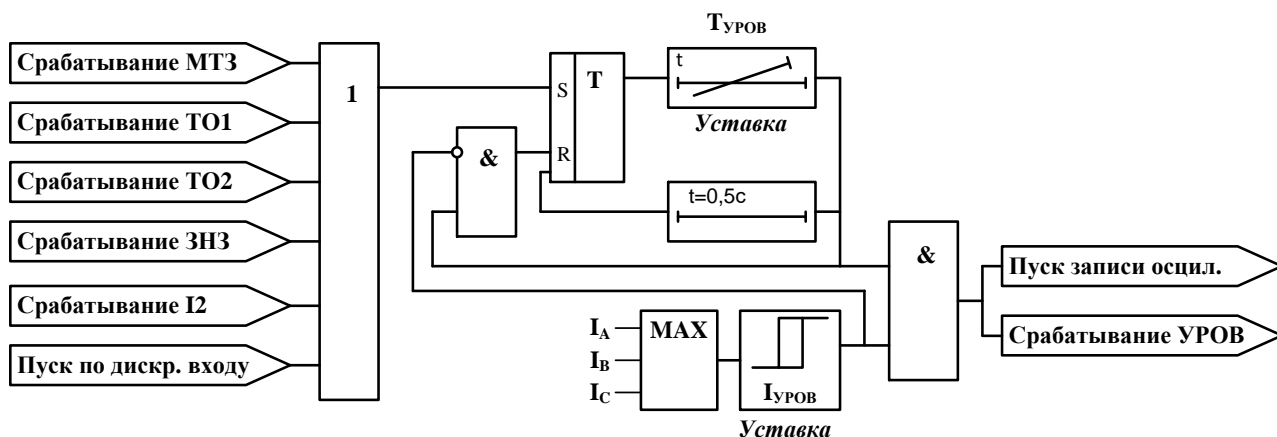 Срабатывание МТЗ
Срабатывание ТО1
Срабатывание ТО2
Срабатывание ЗНЗ
Срабатывание I2
Пуск по дискр. входу
1
&
S
R
T
TУРОВ
t
Уставка
t=0,5с
IA
IB
IC
MAX
IУРОВ
Уставка
&
Пуск записи осцил.
Срабатывание УРОВ